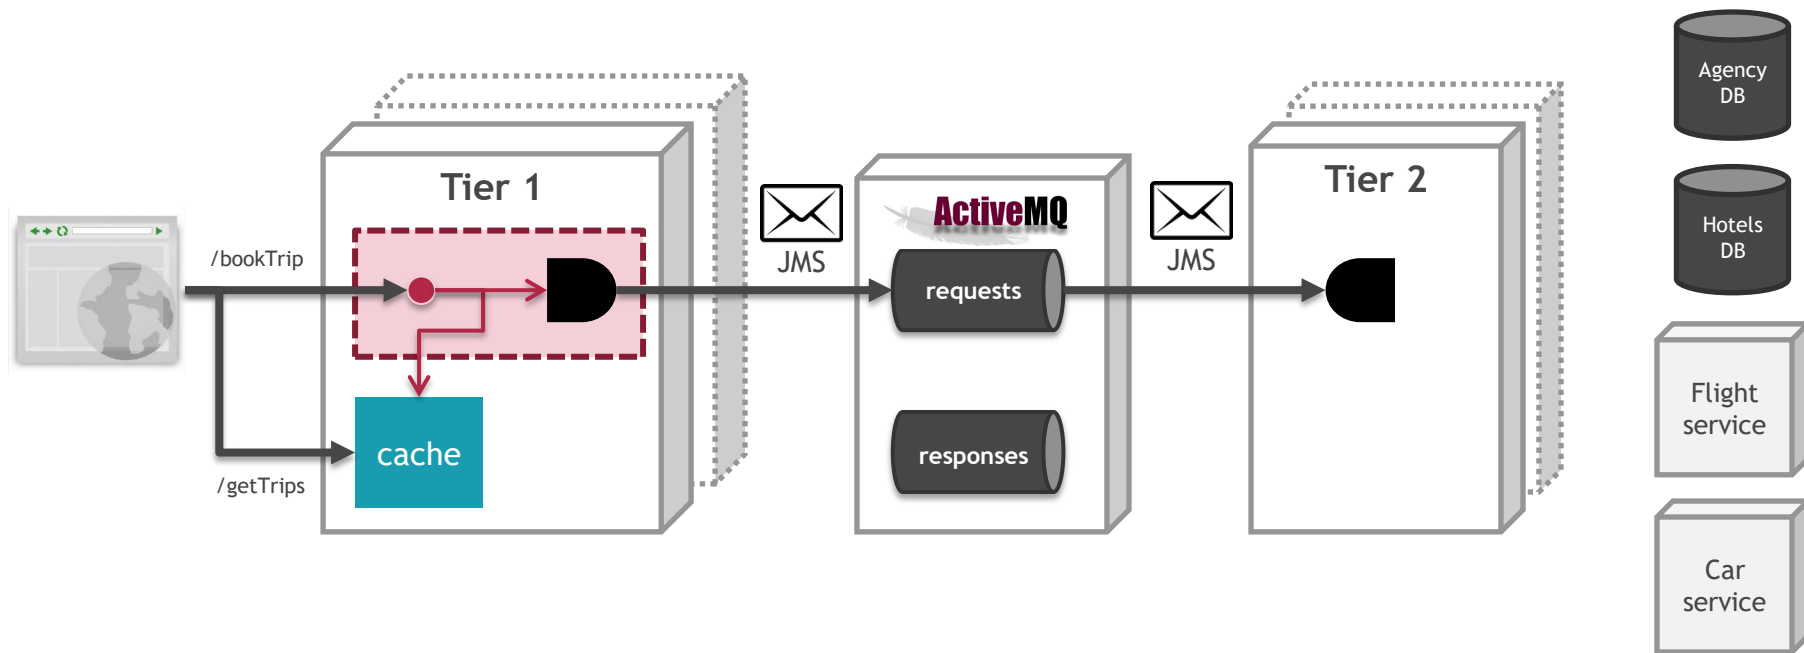 /bookTrip
/getTrips
Tier 1
cache
JMS
ActiveMQ
requests
responses
JMS
Tier 2
Agency
DB
Hotels
DB
Flight
service
Car
service